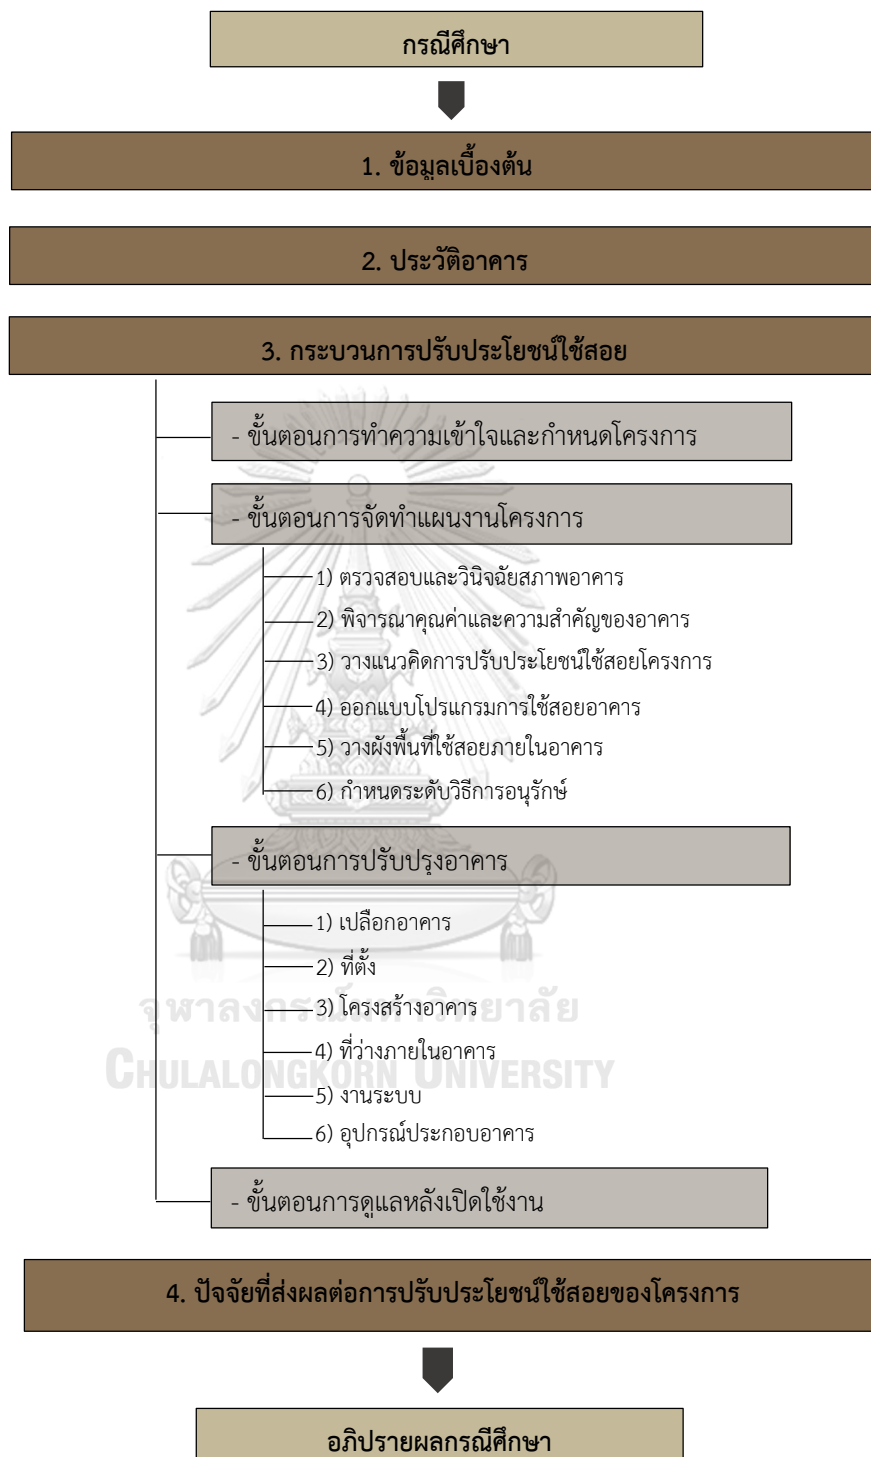 กรณีศึกษา
1. ข้อมูลเบื้องต้น
2. ประวัติอาคาร
3. กระบวนการปรับประโยชน์ใช้สอย
- ขั้นตอนการทำความเข้าใจและกำหนดโครงการ
- ขั้นตอนการจัดทำแผนงานโครงการ
1) ตรวจสอบและวินิจฉัยสภาพอาคาร
2) พิจารณาคุณค่าและความสำคัญของอาคาร
3) วางแนวคิดการปรับประโยชน์ใช้สอยโครงการ
4) ออกแบบโปรแกรมการใช้สอยอาคาร
5) วางผังพื้นที่ใช้สอยภายในอาคาร
6) กำหนดระดับวิธีการอนุรักษ์
- ขั้นตอนการปรับปรุงอาคาร
1) เปลือกอาคาร
2) ที่ตั้ง
3) โครงสร้างอาคาร
จุฬาลงกรณ์มหาวิทยาลัย
4) ที่ว่างภายในอาคาร
CHULALONGKORN UNIVERSITY
5) งานระบบ
6) อุปกรณ์ประกอบอาคาร
- ขั้นตอนการดูแลหลังเปิดใช้งาน
4. ปัจจัยที่ส่งผลต่อการปรับประโยชน์ใช้สอยของโครงการ
อภิปรายผลกรณีศึกษา